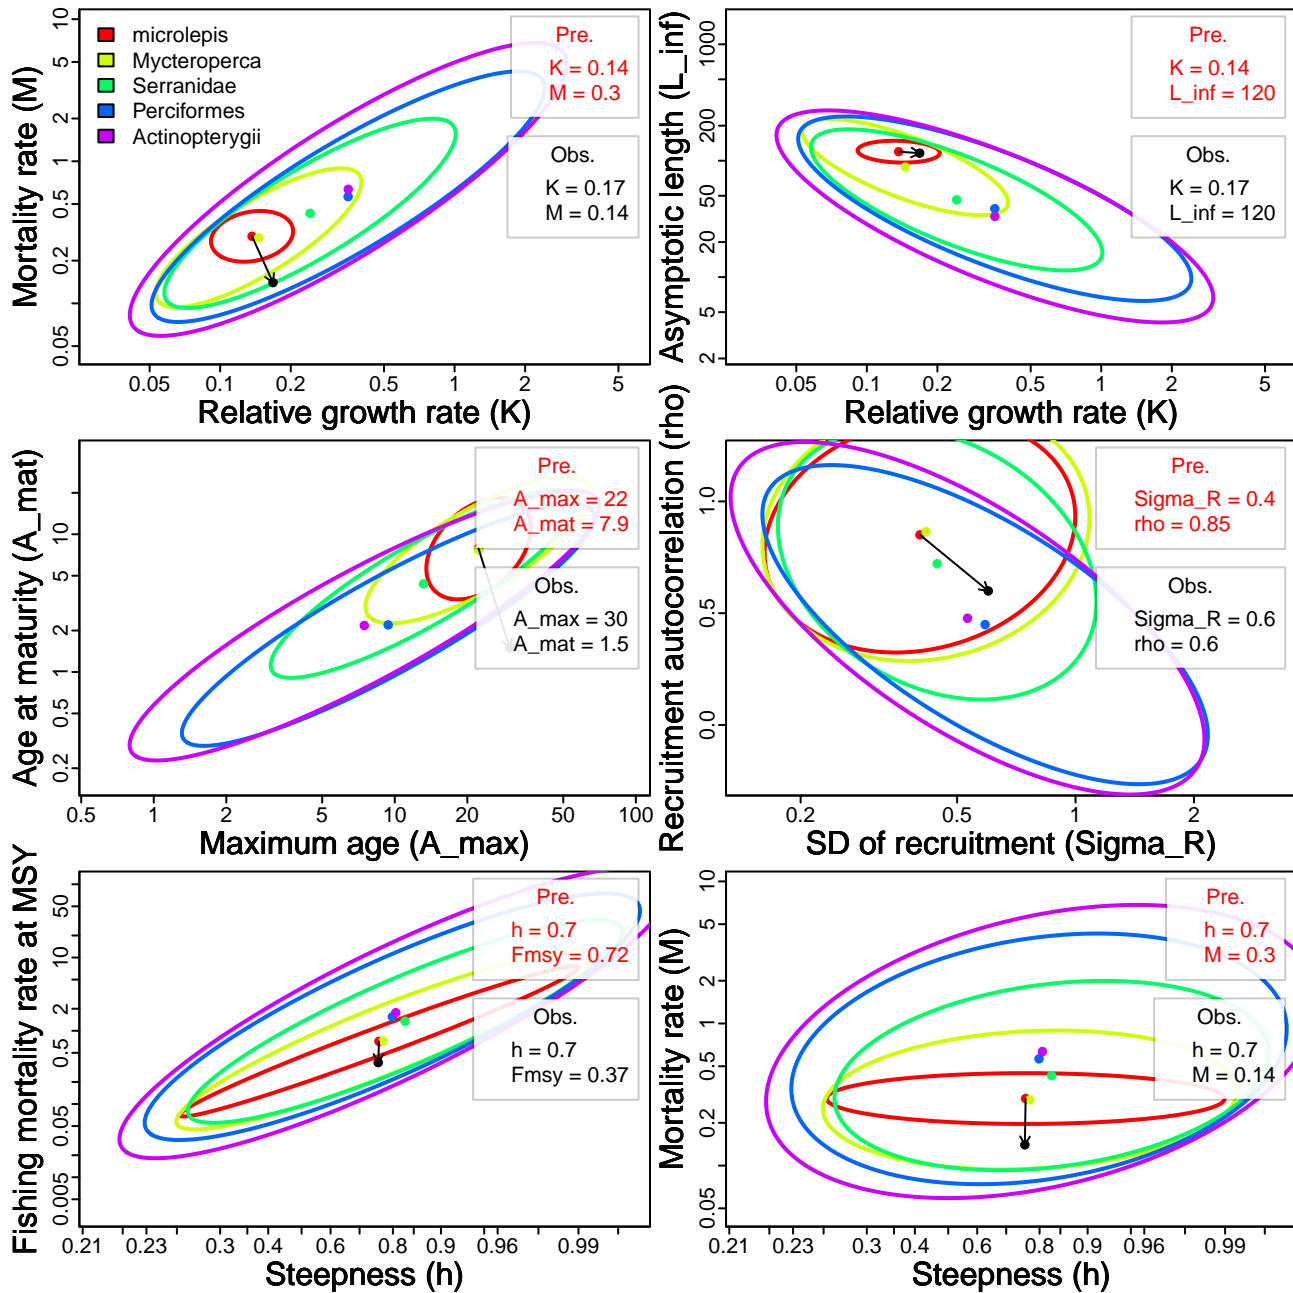 Mortality rate (M)
10
5
2
1
0.5
0.2
0.05
microlepis
Mycteroperca
Serranidae
Perciformes
Actinopterygii
Pre.
K = 0.14
M = 0.3
Obs.
K = 0.17
M = 0.14
0.05 0.1 0.2 0.5 1 2 5
Relative growth rate (K)
Asymptotic length (L_inf)
1000
200
50
20
5
2
Pre.
K = 0.14
L_inf = 120
Obs.
K = 0.17
L_inf = 120
0.05 0.1 0.2 0.5 1 2 5
Relative growth rate (K)
Age at maturity (A_mat)
10
5
2
1
0.5
0.2
Pre.
A_max = 22
A_mat = 7.9
Obs.
A_max = 30
A_mat = 1.5
0.5 1 2 5 10 20 50 100
Maximum age (A_max)
Recruitment autocorrelation (rho)
1.0
0.5
0.0
Pre.
Sigma_R = 0.4
rho = 0.85
Obs.
Sigma_R = 0.6
rho = 0.6
0.2 0.5 1 2
SD of recruitment (Sigma_R)
Fishing mortality rate at MSY
50
10
2
0.5
0.05
0.005
Pre.
h = 0.7
Fmsy = 0.72
Obs.
h = 0.7
Fmsy = 0.37
0.21 0.23 0.3 0.4 0.6 0.8 0.9 0.96 0.99
Steepness (h)
Mortality rate (M)
10
5
2
1
0.5
0.2
0.05
Pre.
h = 0.7
M = 0.3
Obs.
h = 0.7
M = 0.14
0.21 0.23 0.3 0.4 0.6 0.8 0.9 0.96 0.99
Steepness (h)